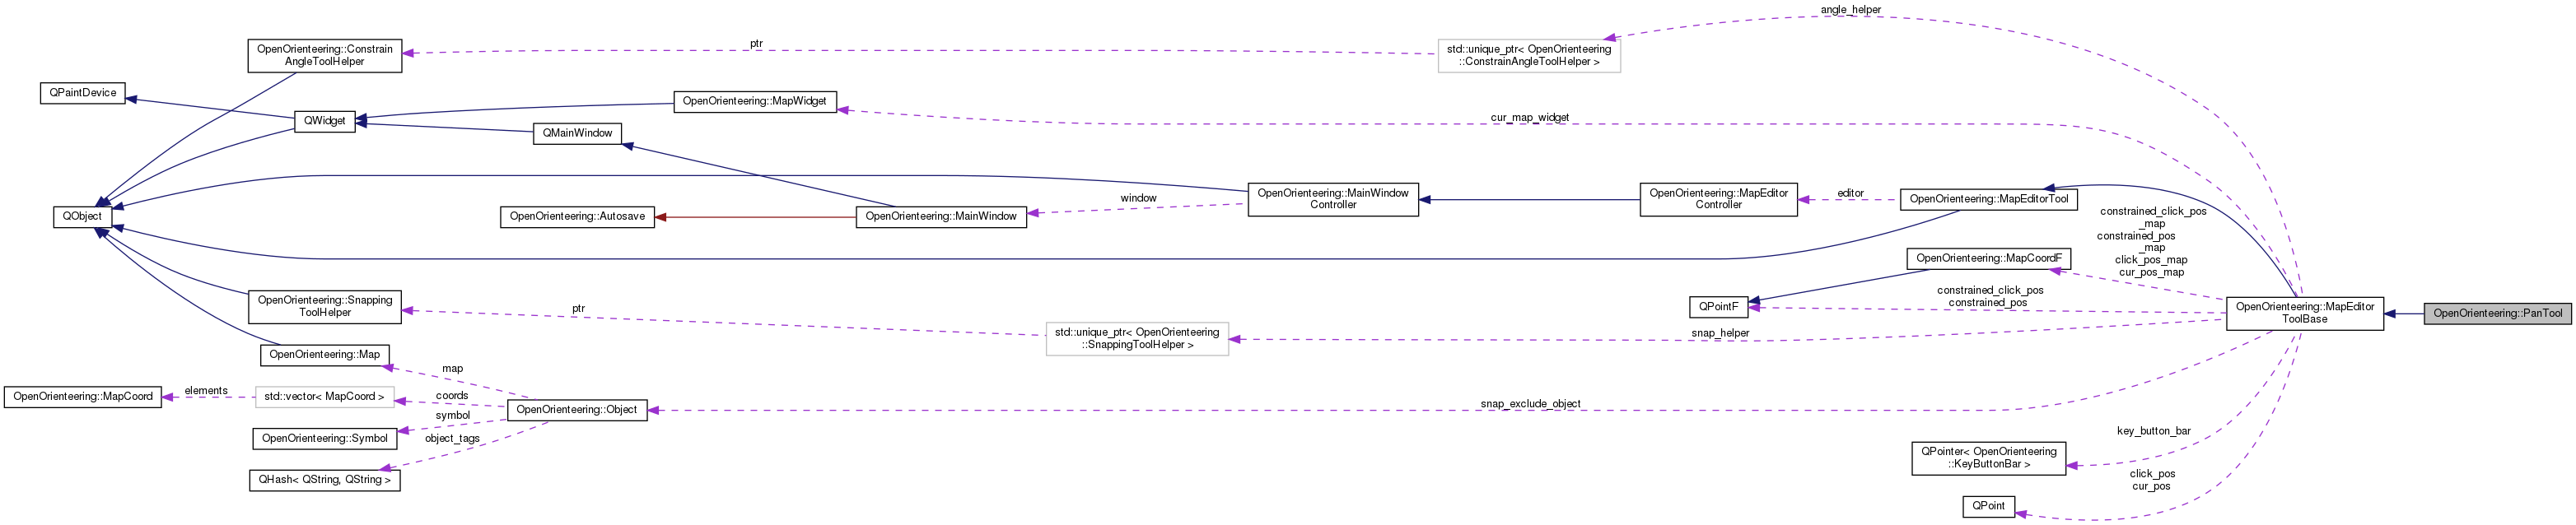 angle_helper
OpenOrienteering::Constrain
AngleToolHelper
ptr
std::unique_ptr< OpenOrienteering
::ConstrainAngleToolHelper >
QPaintDevice
QWidget
OpenOrienteering::MapWidget
cur_map_widget
QMainWindow
QObject
OpenOrienteering::Autosave
OpenOrienteering::MainWindow
window
OpenOrienteering::MainWindow
Controller
OpenOrienteering::MapEditor
Controller
editor
OpenOrienteering::MapEditorTool
constrained_click_pos
_map
constrained_pos
_map
click_pos_map
cur_pos_map
OpenOrienteering::MapCoordF
QPointF
constrained_click_pos
constrained_pos
OpenOrienteering::MapEditor
ToolBase
OpenOrienteering::PanTool
OpenOrienteering::Snapping
ToolHelper
ptr
std::unique_ptr< OpenOrienteering
::SnappingToolHelper >
snap_helper
OpenOrienteering::Map
map
OpenOrienteering::MapCoord
elements
std::vector< MapCoord >
coords
OpenOrienteering::Object
snap_exclude_object
symbol
OpenOrienteering::Symbol
object_tags
QHash< QString, QString >
key_button_bar
QPointer< OpenOrienteering
::KeyButtonBar >
click_pos
cur_pos
QPoint